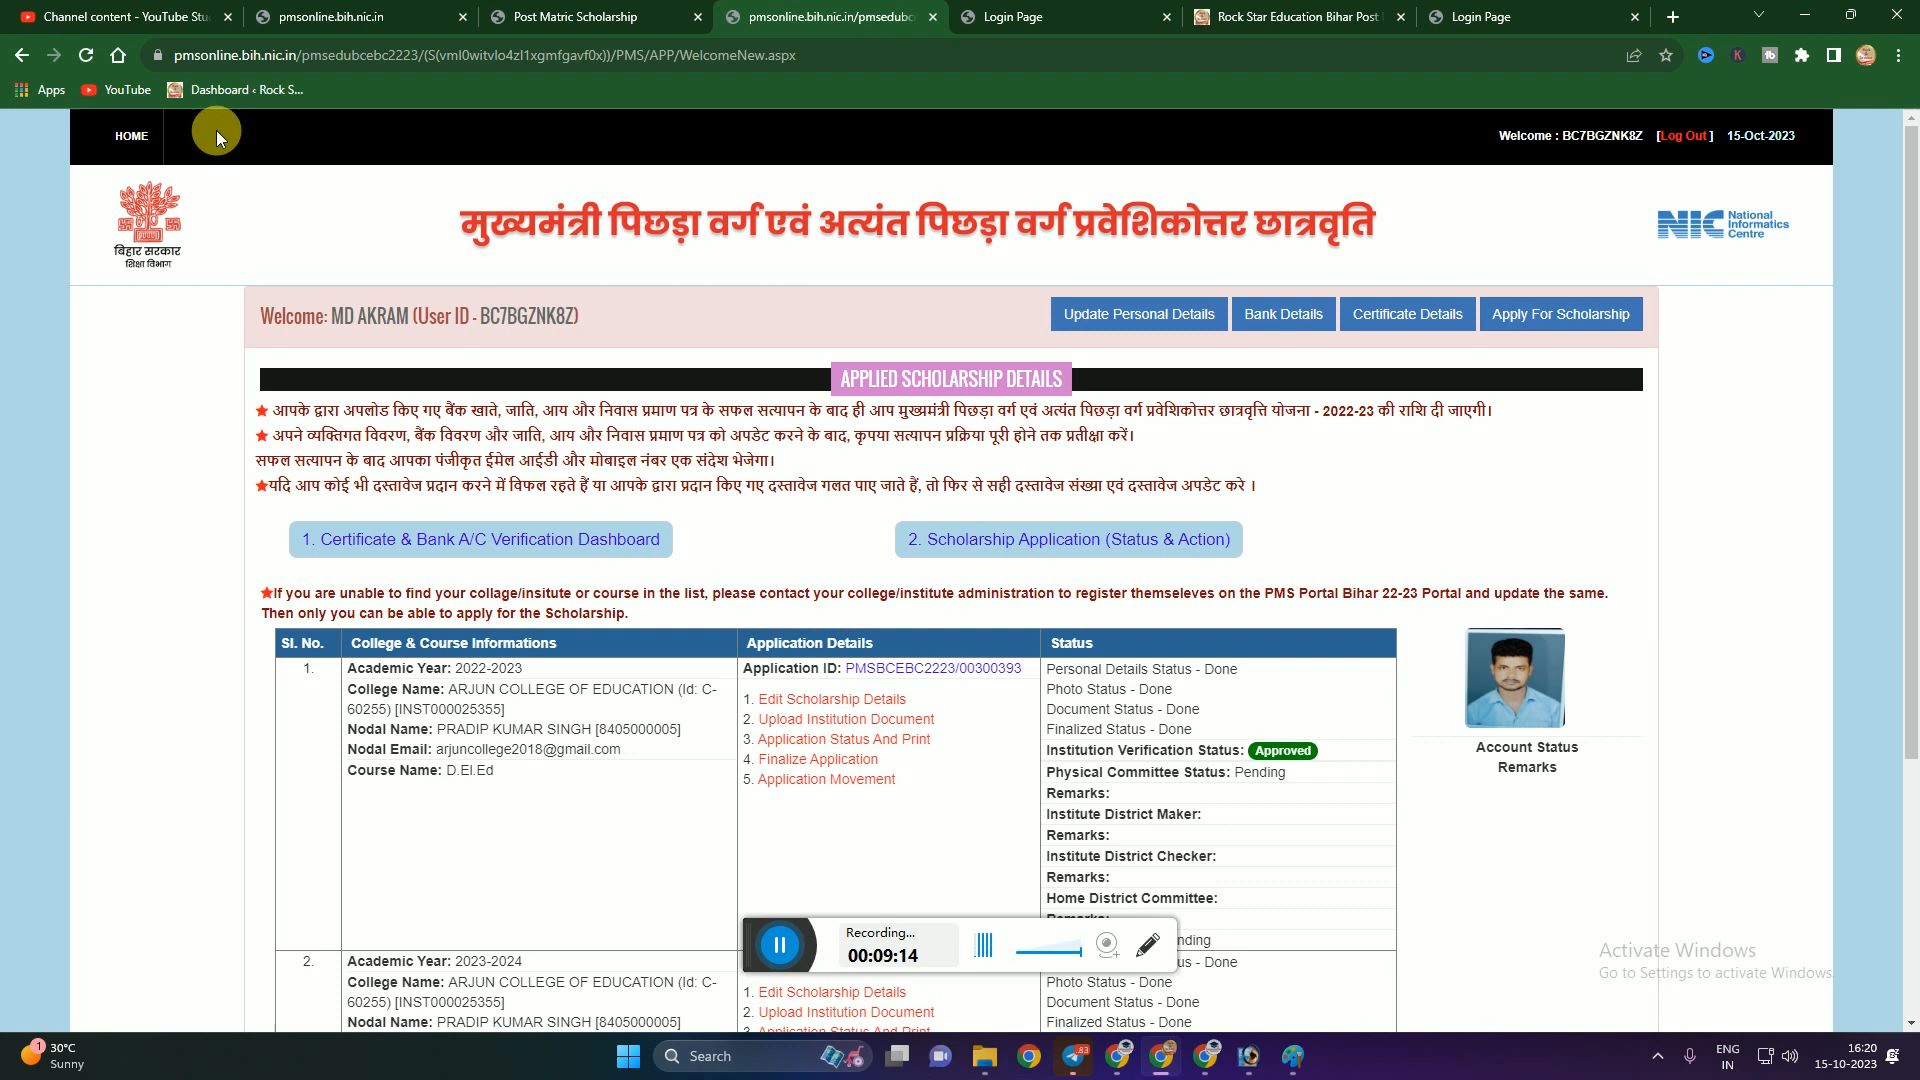 Channel content - YouTube Stu
pmsonline.bih.nic.in
Post Matric Scholarship
pmsonline.bih.nic.in/pmsedubc
Login Page
Rock Star Education Bihar Post
Login Page
pmsonline.bih.nic.in/pmsedubcebc2223/(S(vml0witvlo4zl1xgmfgavf0x))/PMS/APP/WelcomeNew.aspx
Apps
YouTube
Dashboard ‹ Rock S...
HOME
Welcome : BC7BGZNK8Z [Log Out] 15-Oct-2023
बिहार सरकार
शिक्षा विभाग
मुख्यमंत्री पिछड़ा वर्ग एवं अत्यंत पिछड़ा वर्ग प्रवेशिकोत्तर छात्रवृति
NIC National Informatics Centre
Welcome: MD AKRAM (User ID - BC7BGZNK8Z)
Update Personal Details
Bank Details
Certificate Details
Apply For Scholarship
APPLIED SCHOLARSHIP DETAILS
★ आपके द्वारा अपलोड किए गए बैंक खाते, जाति, आय और निवास प्रमाण पत्र के सफल सत्यापन के बाद ही आप मुख्यमंत्री पिछड़ा वर्ग एवं अत्यंत पिछड़ा वर्ग प्रवेशिकोत्तर छात्रवृत्ति योजना - 2022-23 की राशि दी जाएगी।
★ अपने व्यक्तिगत विवरण, बैंक विवरण और जाति, आय और निवास प्रमाण पत्र को अपडेट करने के बाद, कृपया सत्यापन प्रक्रिया पूरी होने तक प्रतीक्षा करें।
सफल सत्यापन के बाद आपका पंजीकृत ईमेल आईडी और मोबाइल नंबर एक संदेश भेजेगा।
★यदि आप कोई भी दस्तावेज प्रदान करने में विफल रहते हैं या आपके द्वारा प्रदान किए गए दस्तावेज गलत पाए जाते हैं, तो फिर से सही दस्तावेज संख्या एवं दस्तावेज अपडेट करे ।
1. Certificate & Bank A/C Verification Dashboard
2. Scholarship Application (Status & Action)
★If you are unable to find your collage/insitute or course in the list, please contact your college/institute administration to register themseleves on the PMS Portal Bihar 22-23 Portal and update the same.
Then only you can be able to apply for the Scholarship.
Sl. No.
College & Course Informations
Application Details
Status
1.
Academic Year: 2022-2023
College Name: ARJUN COLLEGE OF EDUCATION (Id: C-
60255) [INST000025355]
Nodal Name: PRADIP KUMAR SINGH [8405000005]
Nodal Email: arjuncollege2018@gmail.com
Course Name: D.El.Ed
Application ID: PMSBCEBC2223/00300393
1. Edit Scholarship Details
2. Upload Institution Document
3. Application Status And Print
4. Finalize Application
5. Application Movement
Personal Details Status - Done
Photo Status - Done
Document Status - Done
Finalized Status - Done
Institution Verification Status: Approved
Physical Committee Status: Pending
Remarks:
Institute District Maker:
Remarks:
Institute District Checker:
Remarks:
Home District Committee:
nding
Account Status
Remarks
Recording...
00:09:14
2.
Academic Year: 2023-2024
College Name: ARJUN COLLEGE OF EDUCATION (Id: C-
60255) [INST000025355]
Nodal Name: PRADIP KUMAR SINGH [8405000005]
1. Edit Scholarship Details
2. Upload Institution Document
3. Application Status And Print
us - Done
Photo Status - Done
Document Status - Done
Finalized Status - Done
Activate Windows
Go to Settings to activate Windows.
1
30°C
Sunny
Search
83
ENG
IN
16:20
15-10-2023